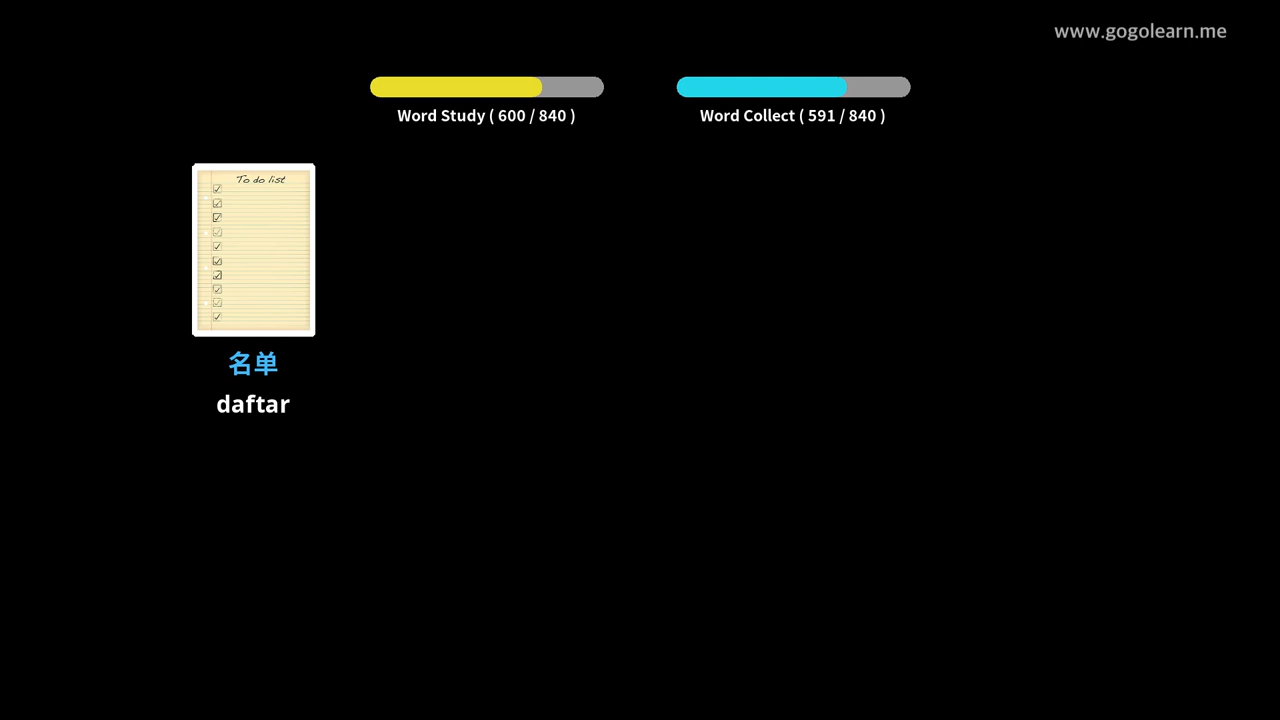 www.gogolearn.me
Word Study ( 600 / 840 )
Word Collect ( 591 / 840 )
To do list
名单
daftar